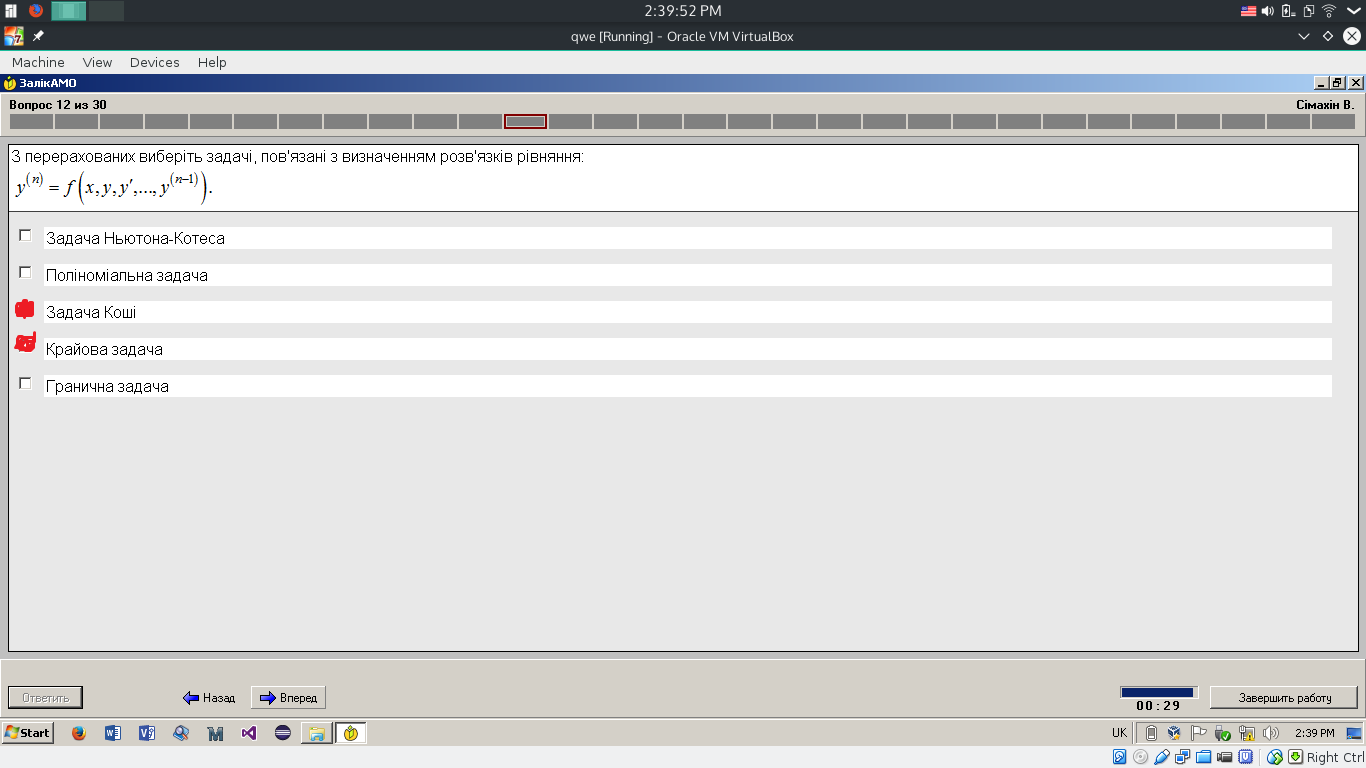 2:39:52 PM
qwe [Running] - Oracle VM VirtualBox
Machine View Devices Help
ЗалікАМО
Вопрос 12 из 30
Сімахін В.
З перерахованих виберіть задачі, пов'язані з визначенням розв'язків рівняння:
y^(n) = f(x, y, y′,..., y^(n−1)).
Задача Ньютона-Котеса
Поліноміальна задача
Задача Коші
Крайова задача
Гранична задача
Ответить
Назад
Вперед
00:29
Завершить работу
Start
UK
2:39 PM
Right Ctrl